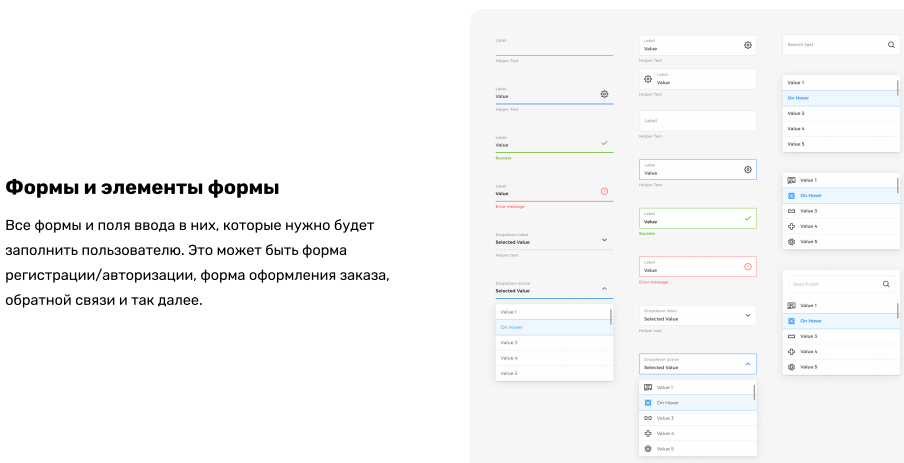 Формы и элементы формы
Все формы и поля ввода в них, которые нужно будет
заполнить пользователю. Это может быть форма
регистрации/авторизации, форма оформления заказа,
обратной связи и так далее.
Label
Helper Text
Label
Value
Helper Text
Label
Value
Success
Label
Value
Error message
Dropdown label
Selected Value
Helper text
Dropdown active
Selected Value
Value 1
On Hover
Value 3
Value 4
Value 5
Label
Value
Helper Text
Label
Value
Helper Text
Label
Helper Text
Label
Value
Helper Text
Label
Value
Success
Label
Value
Error message
Dropdown label
Selected Value
Helper text
Dropdown active
Selected Value
Value 1
On Hover
Value 3
Value 4
Value 5
Search text
Value 1
On Hover
Value 3
Value 4
Value 5
Value 1
On Hover
Value 3
Value 4
Value 5
Search text
Value 1
On Hover
Value 3
Value 4
Value 5